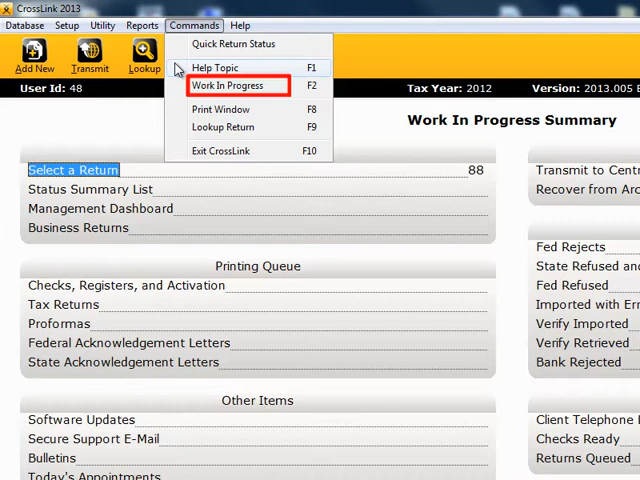 CrossLink 2013
Database Setup Utility Reports Commands Help
Add New Transmit Lookup
Quick Return Status
Help Topic F1
Work In Progress F2
Print Window F8
Lookup Return F9
Exit CrossLink F10
User Id: 48 Tax Year: 2012 Version: 2013.005
Work In Progress Summary
Select a Return 88
Status Summary List
Management Dashboard
Business Returns
Printing Queue
Checks, Registers, and Activation
Tax Returns
Proformas
Federal Acknowledgement Letters
State Acknowledgement Letters
Other Items
Software Updates
Secure Support E-Mail
Bulletins
Today's Appointments
Transmit to Centr
Recover from Arc
Fed Rejects
State Refused an
Fed Refused
Imported with Err
Verify Imported
Verify Retrieved
Bank Rejected
Client Telephone
Checks Ready
Returns Queued